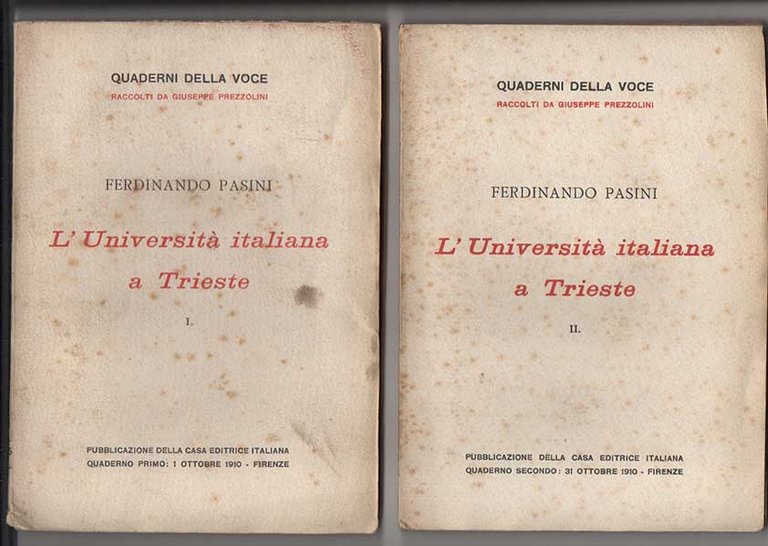 QUADERNI DELLA VOCE
RACCOLTI DA GIUSEPPE PREZZOLINI
FERDINANDO PASINI
L'Università italiana
a Trieste
I.
PUBBLICAZIONE DELLA CASA EDITRICE ITALIANA
QUADERNO PRIMO: 1 OTTOBRE 1910 - FIRENZE
QUADERNI DELLA VOCE
RACCOLTI DA GIUSEPPE PREZZOLINI
FERDINANDO PASINI
L'Università italiana
a Trieste
II.
PUBBLICAZIONE DELLA CASA EDITRICE ITALIANA
QUADERNO SECONDO: 31 OTTOBRE 1910 - FIRENZE